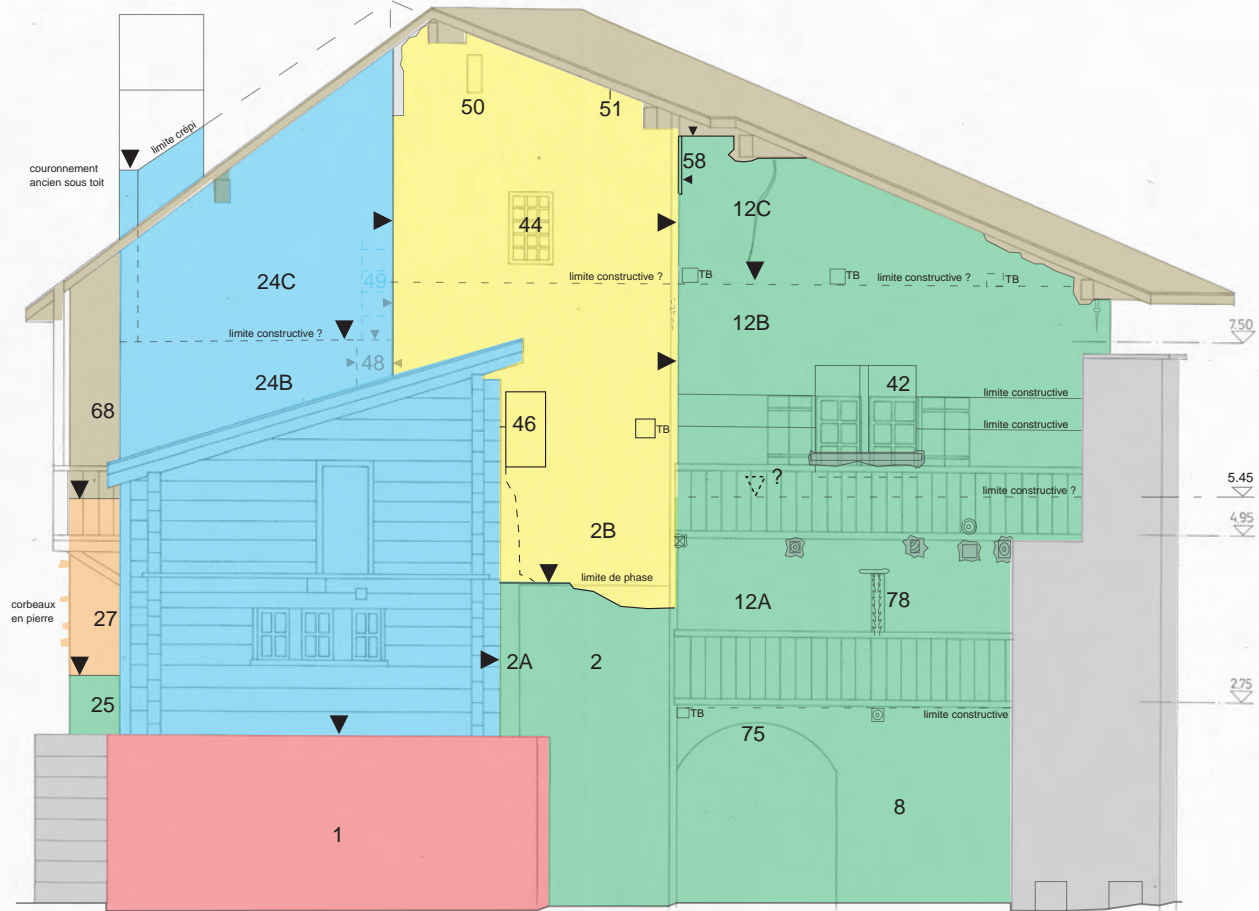 50
51
limite crépi
couronnement
ancien sous toit
58
12C
44
24C
49
limite constructive ?
TB
TB
limite constructive ?
TB
limite constructive ?
12B
7.50
48
24B
42
limite constructive
68
46
TB
limite constructive
?
5.45
limite constructive ?
4.95
2B
limite de phase
corbeaux
en pierre
27
12A
78
2A
2
2.75
25
TB
limite constructive
75
8
1